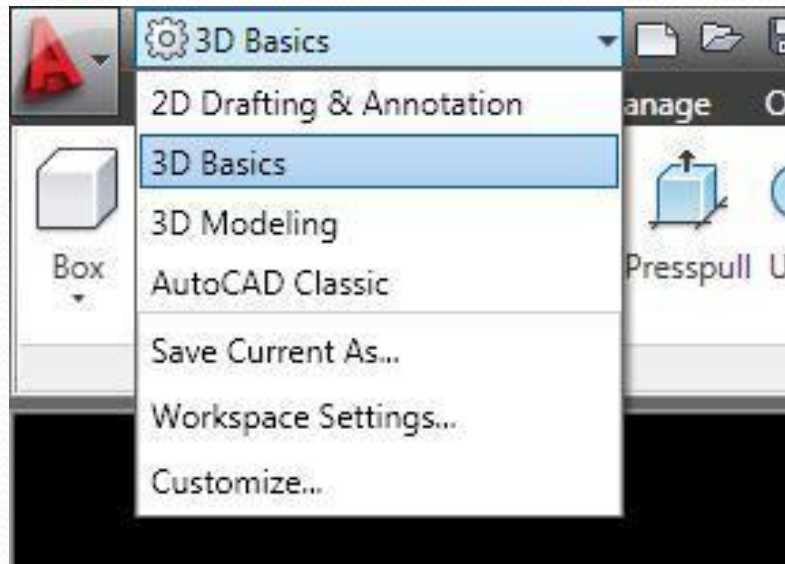 3D Basics
2D Drafting & Annotation
anage
3D Basics
3D Modeling
AutoCAD Classic
Box
Presspull
Save Current As...
Workspace Settings...
Customize...